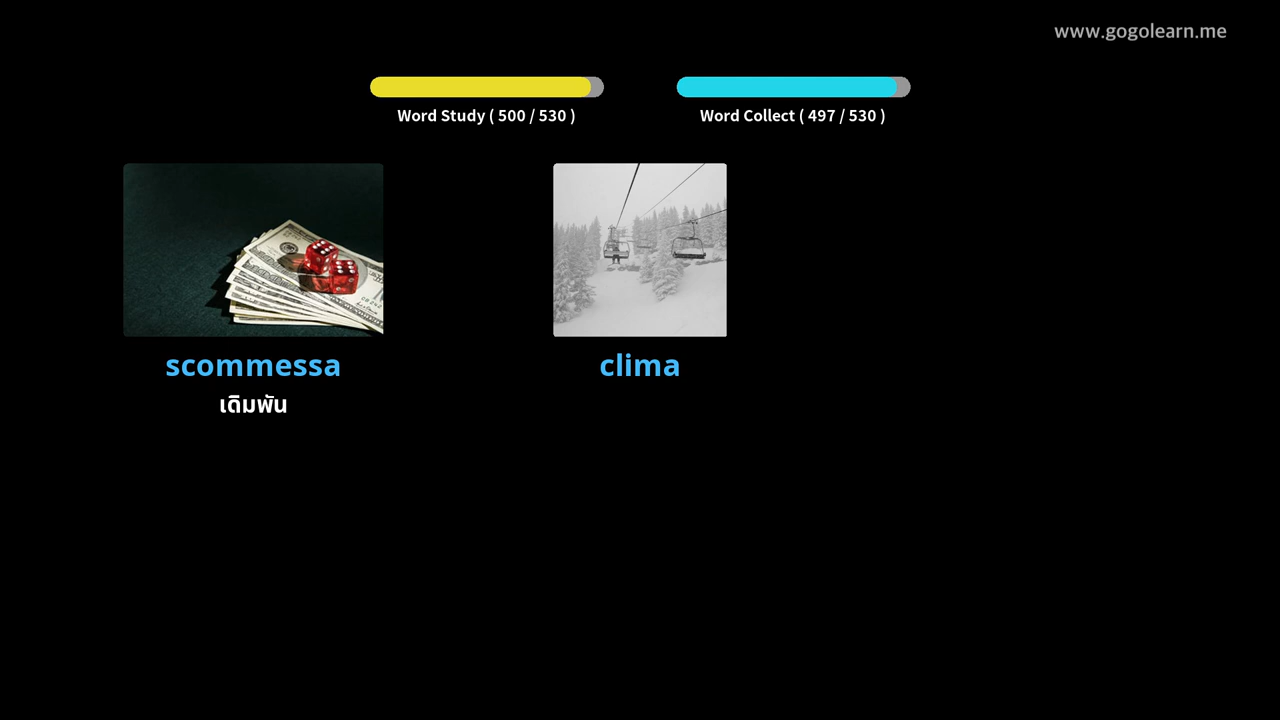 www.gogolearn.me
Word Study ( 500 / 530 )
Word Collect ( 497 / 530 )
scommessa
เดิมพัน
clima